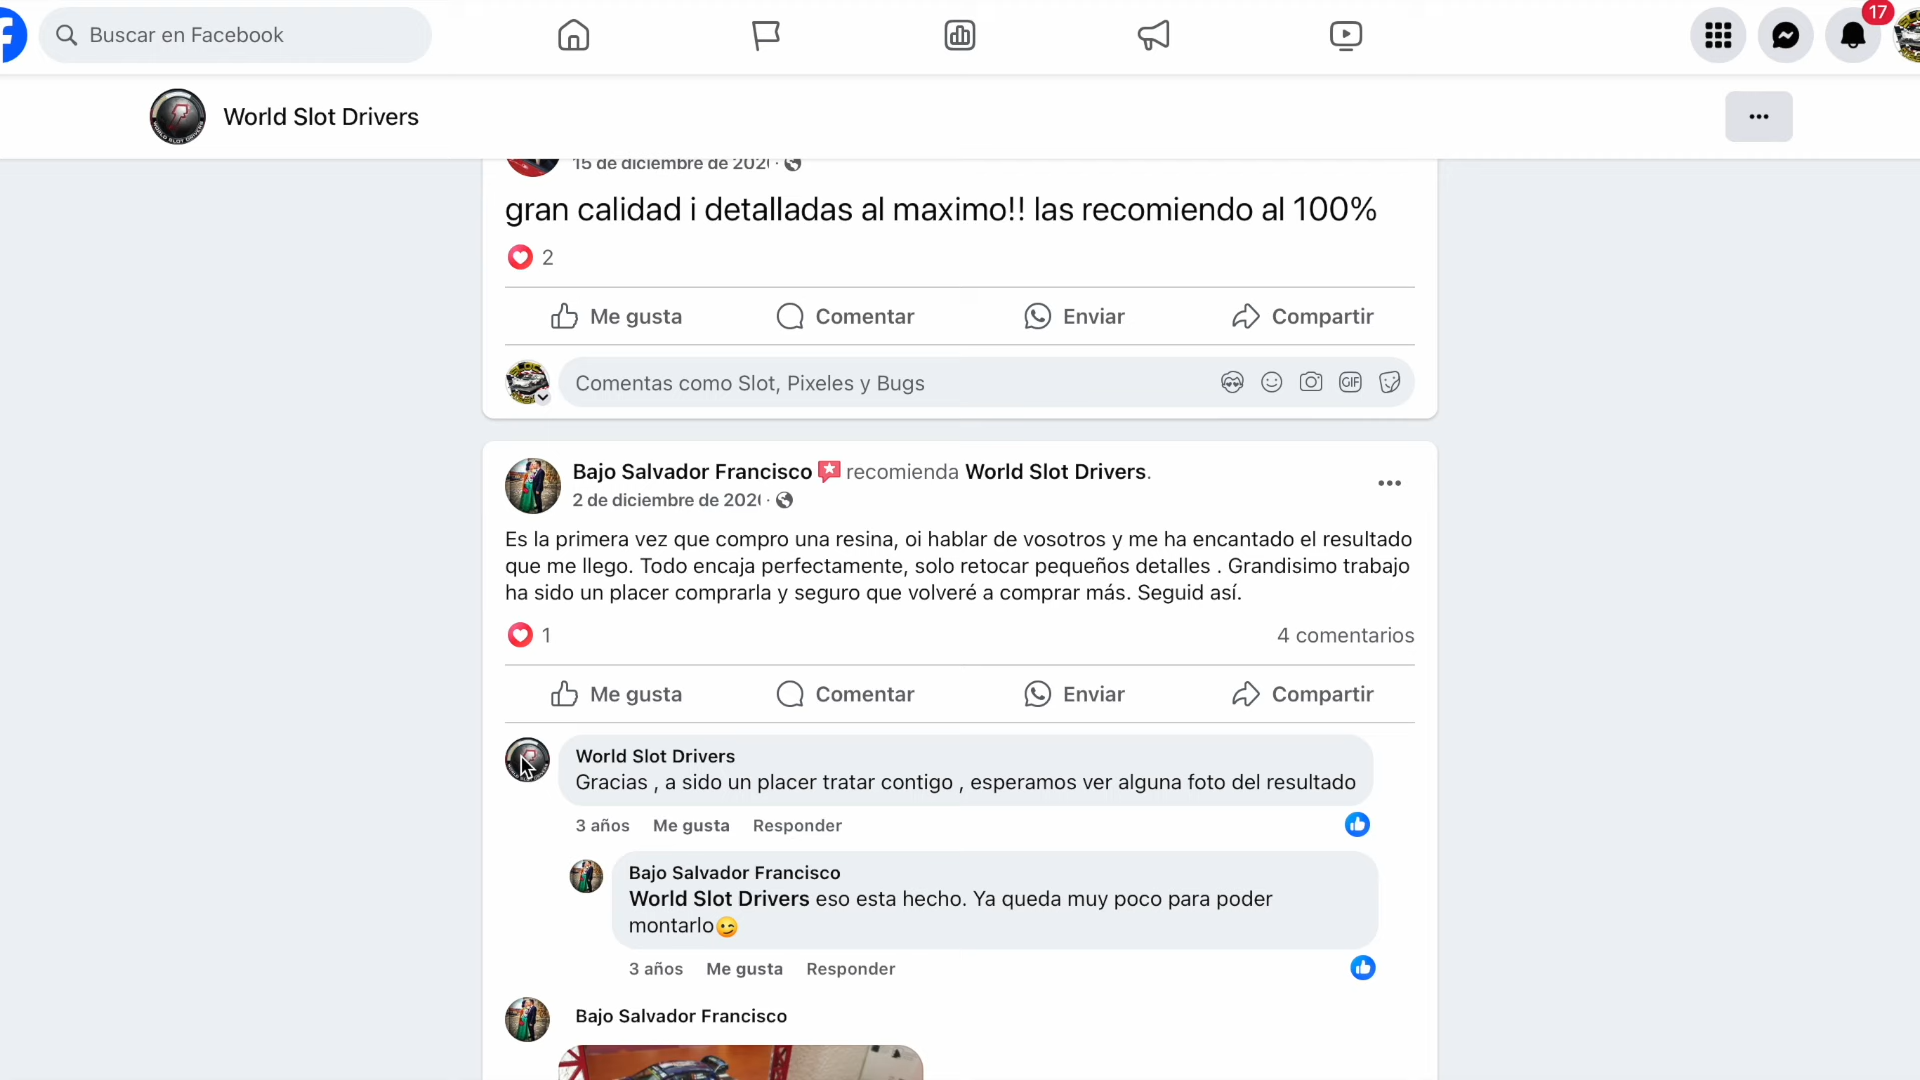 Buscar en Facebook
17
World Slot Drivers
15 de diciembre de 202
gran calidad i detalladas al maximo!! las recomiendo al 100%
2
Me gusta Comentar Enviar Compartir
Comentas como Slot, Pixeles y Bugs
GIF
Bajo Salvador Francisco recomienda World Slot Drivers.
2 de diciembre de 202
Es la primera vez que compro una resina, oi hablar de vosotros y me ha encantado el resultado
que me llego. Todo encaja perfectamente, solo retocar pequeños detalles . Grandisimo trabajo
ha sido un placer comprarla y seguro que volveré a comprar más. Seguid así.
1 4 comentarios
Me gusta Comentar Enviar Compartir
World Slot Drivers
Gracias , a sido un placer tratar contigo , esperamos ver alguna foto del resultado
3 años Me gusta Responder
Bajo Salvador Francisco
World Slot Drivers eso esta hecho. Ya queda muy poco para poder
montarlo😉
3 años Me gusta Responder
Bajo Salvador Francisco